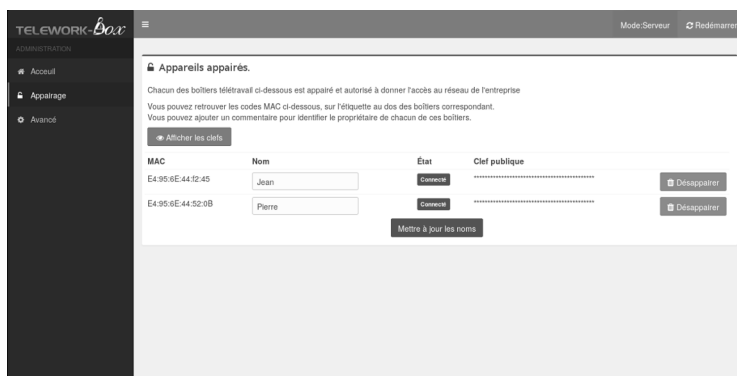 TELEWORK-Box
Mode:Serveur Redémarrer
ADMINISTRATION
Acceuil
Appairage
Avancé
Appareils appairés.
Chacun des boîtiers télétravail ci-dessous est appairé et autorisé à donner l'accès au réseau de l'entreprise
Vous pouvez retrouver les codes MAC ci-dessous, sur l'étiquette au dos des boîtiers correspondant.
Vous pouvez ajouter un commentaire pour identifier le propriétaire de chacun de ces boîtiers.
Afficher les clefs
MAC Nom État Clef publique
E4:95:6E:44:f2:45 Jean Connecté ******************************************** Désappairer
E4:95:6E:44:52:0B Pierre Connecté ******************************************** Désappairer
Mettre à jour les noms